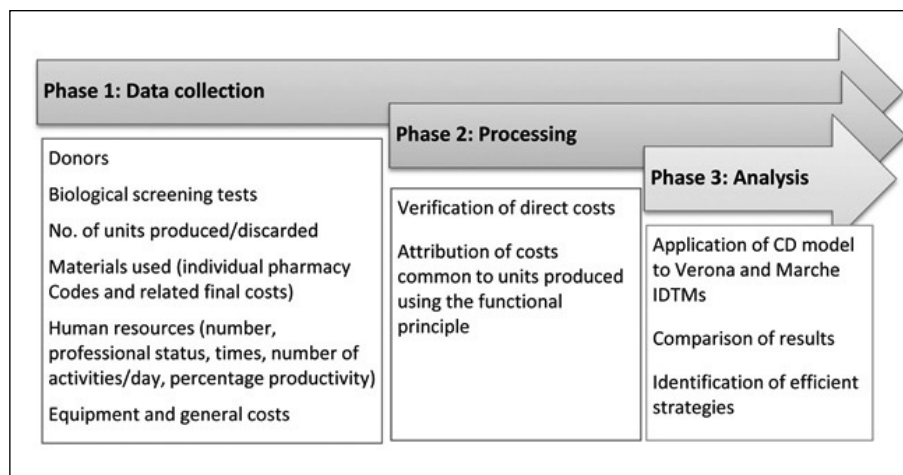 Phase 1: Data collection
Donors
Biological screening tests
No. of units produced/discarded
Materials used (individual pharmacy
Codes and related final costs)
Human resources (number,
professional status, times, number of
activities/day, percentage productivity)
Equipment and general costs
Phase 2: Processing
Verification of direct costs
Attribution of costs
common to units produced
using the functional
principle
Phase 3: Analysis
Application of CD model
to Verona and Marche
IDTMs
Comparison of results
Identification of efficient
strategies